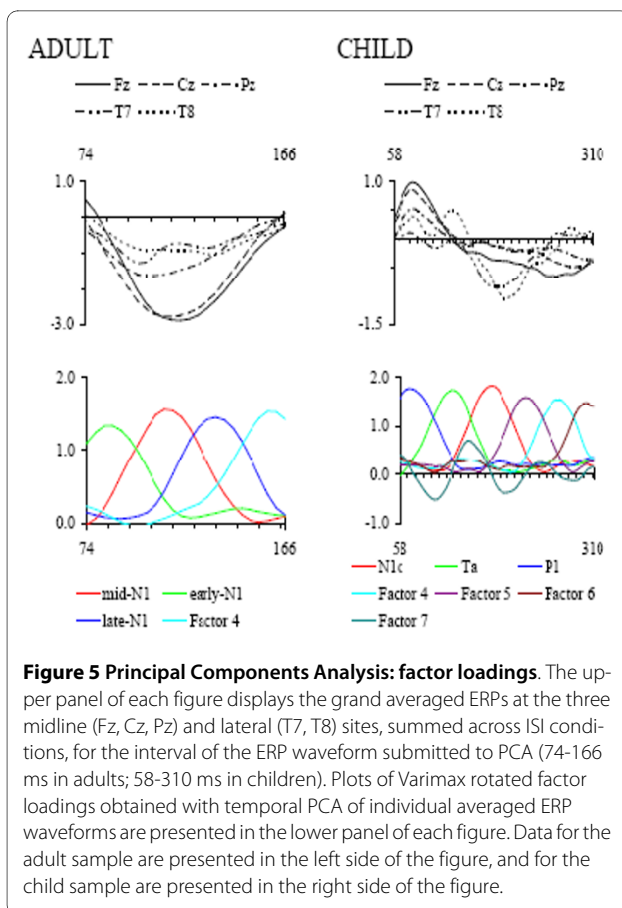 ADULT
CHILD
Fz Cz Pz
T7 T8
Fz Cz Pz
T7 T8
74 166
58 310
1.0
-3.0
1.0
-1.5
2.0
1.0
0.0
74 166
2.0
1.0
0.0
-1.0
58 310
mid-N1 early-N1
late-N1 Factor 4
N1c Ta P1
Factor 4 Factor 5 Factor 6
Factor 7
Figure 5 Principal Components Analysis: factor loadings. The up-
per panel of each figure displays the grand averaged ERPs at the three
midline (Fz, Cz, Pz) and lateral (T7, T8) sites, summed across ISI condi-
tions, for the interval of the ERP waveform submitted to PCA (74-166
ms in adults; 58-310 ms in children). Plots of Varimax rotated factor
loadings obtained with temporal PCA of individual averaged ERP
waveforms are presented in the lower panel of each figure. Data for the
adult sample are presented in the left side of the figure, and for the
child sample are presented in the right side of the figure.